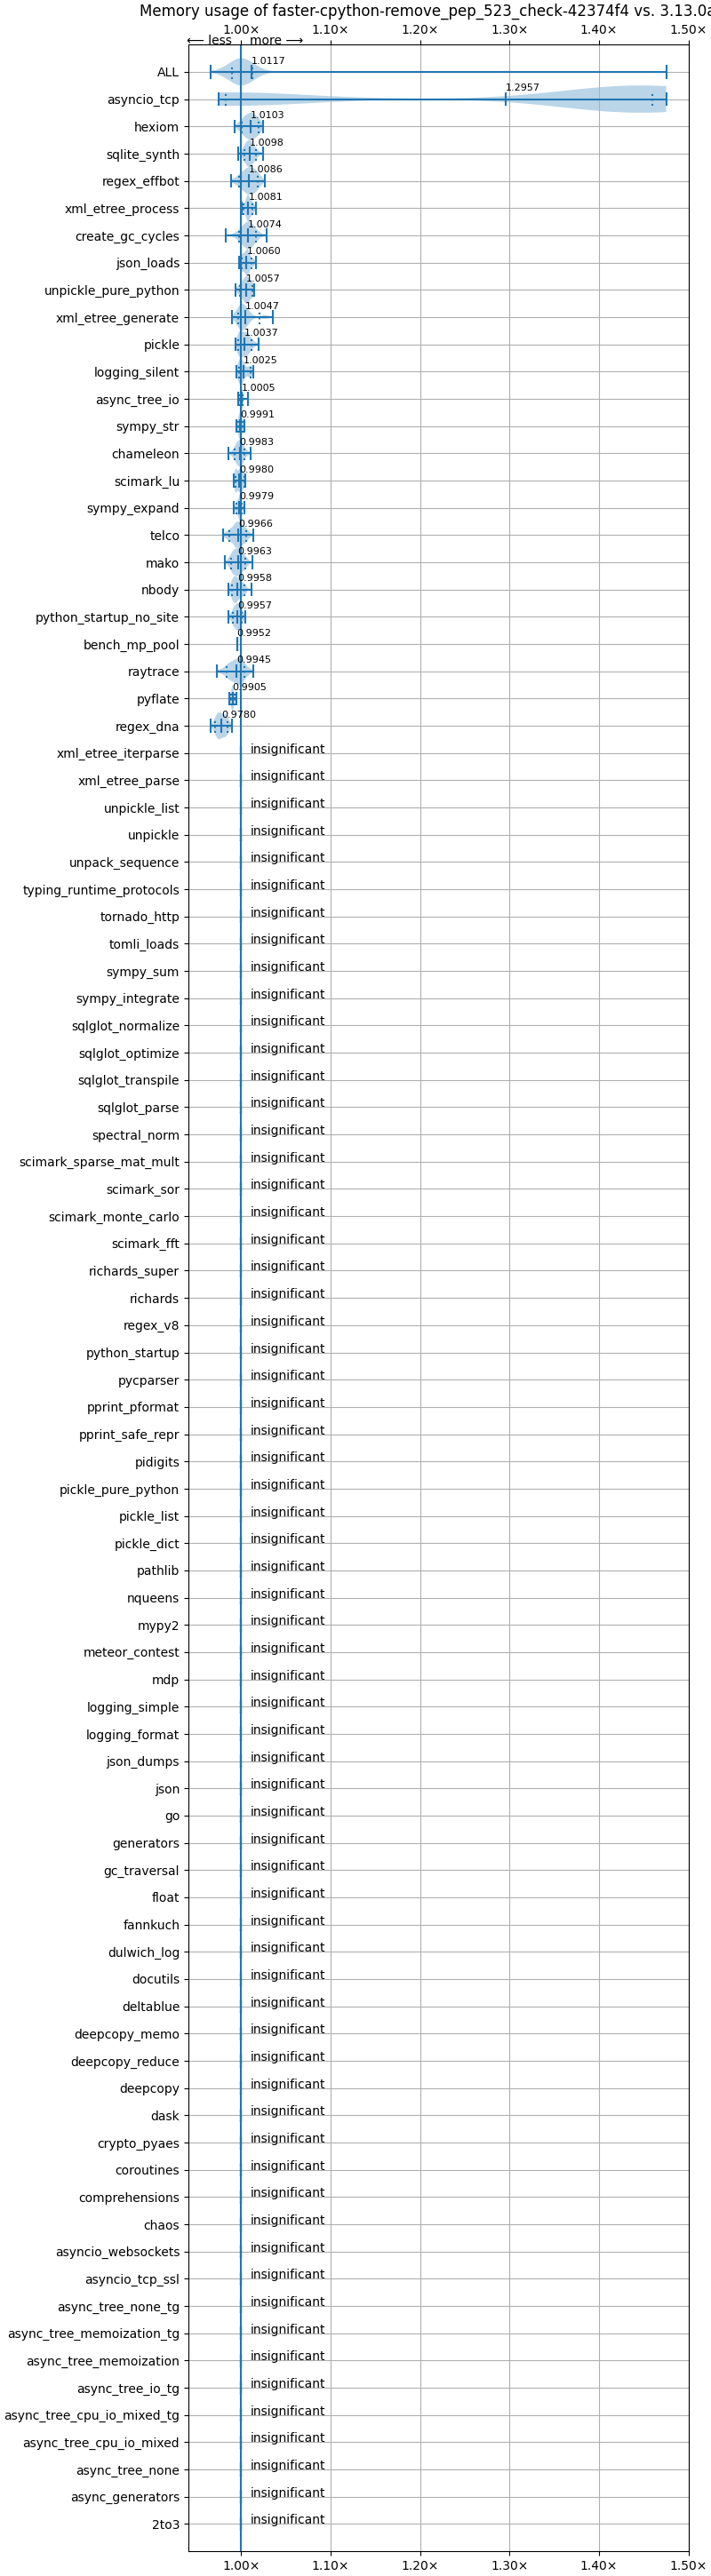 Memory usage of faster-cpython-remove_pep_523_check-42374f4 vs. 3.13.0a
1.00× 1.10× 1.20× 1.30× 1.40× 1.50×
⟵ less more ⟶
ALL 1.0117
asyncio_tcp 1.2957
hexiom 1.0103
sqlite_synth 1.0098
regex_effbot 1.0086
xml_etree_process 1.0081
create_gc_cycles 1.0074
json_loads 1.0060
unpickle_pure_python 1.0057
xml_etree_generate 1.0047
pickle 1.0037
logging_silent 1.0025
async_tree_io 1.0005
sympy_str 0.9991
chameleon 0.9983
scimark_lu 0.9980
sympy_expand 0.9979
telco 0.9966
mako 0.9963
nbody 0.9958
python_startup_no_site 0.9957
bench_mp_pool 0.9952
raytrace 0.9945
pyflate 0.9905
regex_dna 0.9780
xml_etree_iterparse insignificant
xml_etree_parse insignificant
unpickle_list insignificant
unpickle insignificant
unpack_sequence insignificant
typing_runtime_protocols insignificant
tornado_http insignificant
tomli_loads insignificant
sympy_sum insignificant
sympy_integrate insignificant
sqlglot_normalize insignificant
sqlglot_optimize insignificant
sqlglot_transpile insignificant
sqlglot_parse insignificant
spectral_norm insignificant
scimark_sparse_mat_mult insignificant
scimark_sor insignificant
scimark_monte_carlo insignificant
scimark_fft insignificant
richards_super insignificant
richards insignificant
regex_v8 insignificant
python_startup insignificant
pycparser insignificant
pprint_pformat insignificant
pprint_safe_repr insignificant
pidigits insignificant
pickle_pure_python insignificant
pickle_list insignificant
pickle_dict insignificant
pathlib insignificant
nqueens insignificant
mypy2 insignificant
meteor_contest insignificant
mdp insignificant
logging_simple insignificant
logging_format insignificant
json_dumps insignificant
json insignificant
go insignificant
generators insignificant
gc_traversal insignificant
float insignificant
fannkuch insignificant
dulwich_log insignificant
docutils insignificant
deltablue insignificant
deepcopy_memo insignificant
deepcopy_reduce insignificant
deepcopy insignificant
dask insignificant
crypto_pyaes insignificant
coroutines insignificant
comprehensions insignificant
chaos insignificant
asyncio_websockets insignificant
asyncio_tcp_ssl insignificant
async_tree_none_tg insignificant
async_tree_memoization_tg insignificant
async_tree_memoization insignificant
async_tree_io_tg insignificant
async_tree_cpu_io_mixed_tg insignificant
async_tree_cpu_io_mixed insignificant
async_tree_none insignificant
async_generators insignificant
2to3 insignificant
1.00× 1.10× 1.20× 1.30× 1.40× 1.50×